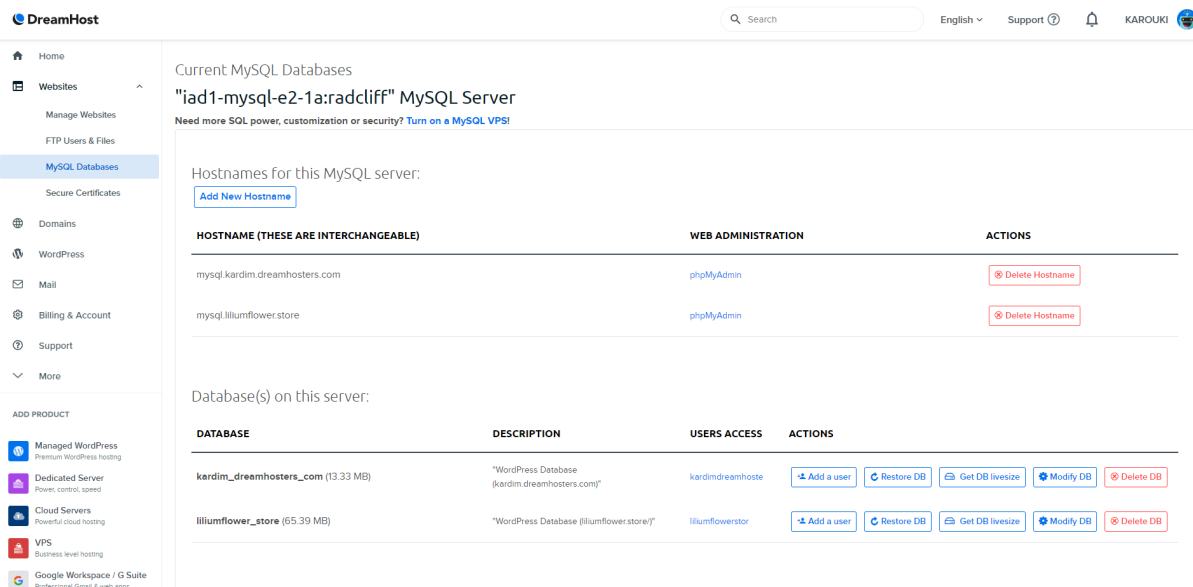 DreamHost
Search
English
Support
KAROUKI
Home
Websites
Manage Websites
FTP Users & Files
MySQL Databases
Secure Certificates
Domains
WordPress
Mail
Billing & Account
Support
More
ADD PRODUCT
Managed WordPress
Premium WordPress hosting
Dedicated Server
Power, control, speed
Cloud Servers
Powerful cloud hosting
VPS
Business level hosting
Google Workspace / G Suite
Professional Gmail & web apps
Current MySQL Databases
"iad1-mysql-e2-1a:radcliff" MySQL Server
Need more SQL power, customization or security? Turn on a MySQL VPS!
Hostnames for this MySQL server:
Add New Hostname
HOSTNAME (THESE ARE INTERCHANGEABLE) WEB ADMINISTRATION ACTIONS
mysql.kardim.dreamhosters.com phpMyAdmin Delete Hostname
mysql.liliumflower.store phpMyAdmin Delete Hostname
Database(s) on this server:
DATABASE DESCRIPTION USERS ACCESS ACTIONS
kardim_dreamhosters_com (13.33 MB) "WordPress Database
(kardim.dreamhosters.com)" kardimdreamhoste Add a user Restore DB Get DB livesize Modify DB Delete DB
liliumflower_store (65.39 MB) "WordPress Database (liliumflower.store/)" liliumflowerstor Add a user Restore DB Get DB livesize Modify DB Delete DB